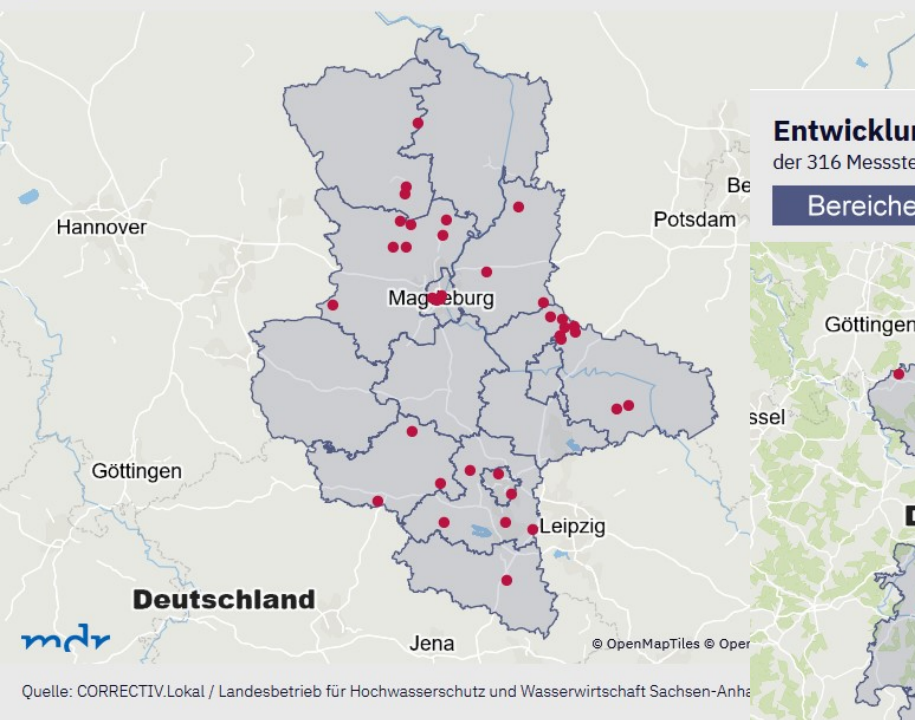 Hannover
Potsdam
Magdeburg
Göttingen
Leipzig
Deutschland
Jena
mdr
© OpenMapTiles © Oper
Quelle: CORRECTIV.Lokal / Landesbetrieb für Hochwasserschutz und Wasserwirtschaft Sachsen-Anha
Be
Entwicklun
der 316 Messste
Bereiche
Göttingen
ssel
D